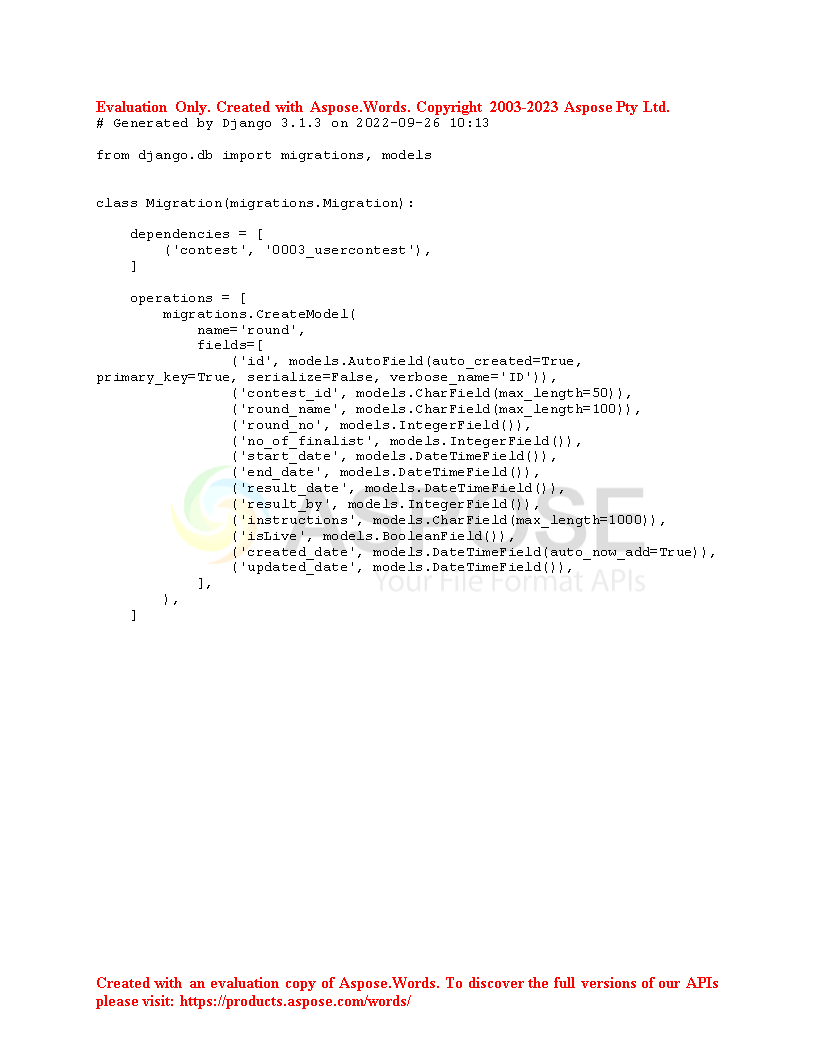 Evaluation Only. Created with Aspose.Words. Copyright 2003-2023 Aspose Pty Ltd.
# Generated by Django 3.1.3 on 2022-09-26 10:13

from django.db import migrations, models


class Migration(migrations.Migration):

    dependencies = [
        ('contest', '0003_usercontest'),
    ]

    operations = [
        migrations.CreateModel(
            name='round',
            fields=[
                ('id', models.AutoField(auto_created=True,
primary_key=True, serialize=False, verbose_name='ID')),
                ('contest_id', models.CharField(max_length=50)),
                ('round_name', models.CharField(max_length=100)),
                ('round_no', models.IntegerField()),
                ('no_of_finalist', models.IntegerField()),
                ('start_date', models.DateTimeField()),
                ('end_date', models.DateTimeField()),
                ('result_date', models.DateTimeField()),
                ('result_by', models.IntegerField()),
                ('instructions', models.CharField(max_length=1000)),
                ('isLive', models.BooleanField()),
                ('created_date', models.DateTimeField(auto_now_add=True)),
                ('updated_date', models.DateTimeField()),
            ],
        ),
    ]
ASPOSE
Your File Format APIs
Created with an evaluation copy of Aspose.Words. To discover the full versions of our APIs
please visit: https://products.aspose.com/words/